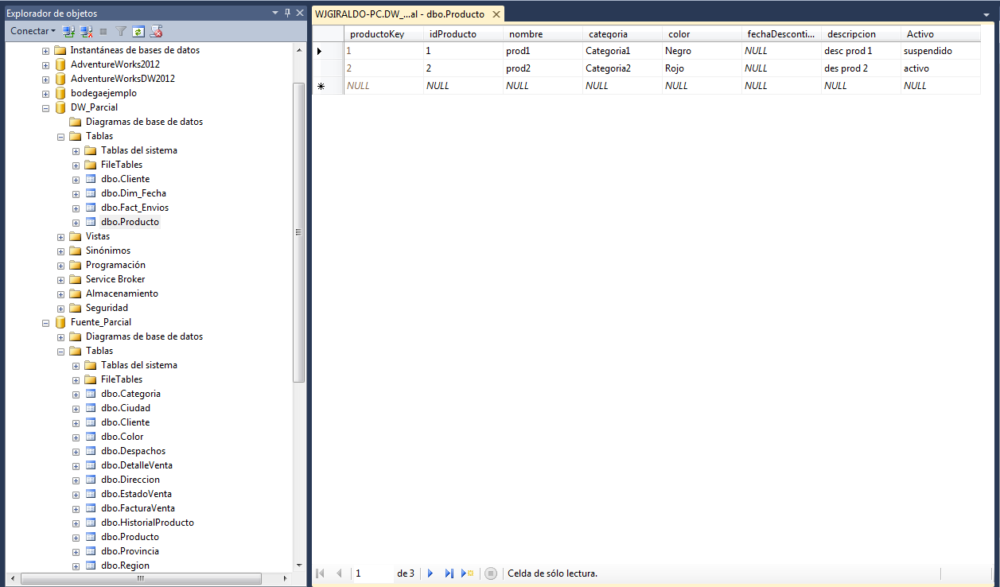 Explorador de objetos
Conectar
Instantáneas de bases de datos
AdventureWorks2012
AdventureWorksDW2012
bodegaejemplo
DW_Parcial
Diagramas de base de datos
Tablas
Tablas del sistema
FileTables
dbo.Cliente
dbo.Dim_Fecha
dbo.Fact_Envios
dbo.Producto
Vistas
Sinónimos
Programación
Service Broker
Almacenamiento
Seguridad
Fuente_Parcial
Diagramas de base de datos
Tablas
Tablas del sistema
FileTables
dbo.Categoria
dbo.Ciudad
dbo.Cliente
dbo.Color
dbo.Despachos
dbo.DetalleVenta
dbo.Direccion
dbo.EstadoVenta
dbo.FacturaVenta
dbo.HistorialProducto
dbo.Producto
dbo.Provincia
dbo.Region
WJGIRALDO-PC.DW_...al - dbo.Producto
productoKey idProducto nombre categoria color fechaDesconti... descripcion Activo
1 1 prod1 Categoria1 Negro NULL desc prod 1 suspendido
2 2 prod2 Categoria2 Rojo NULL des prod 2 activo
NULL NULL NULL NULL NULL NULL NULL NULL
1 de 3 Celda de sólo lectura.